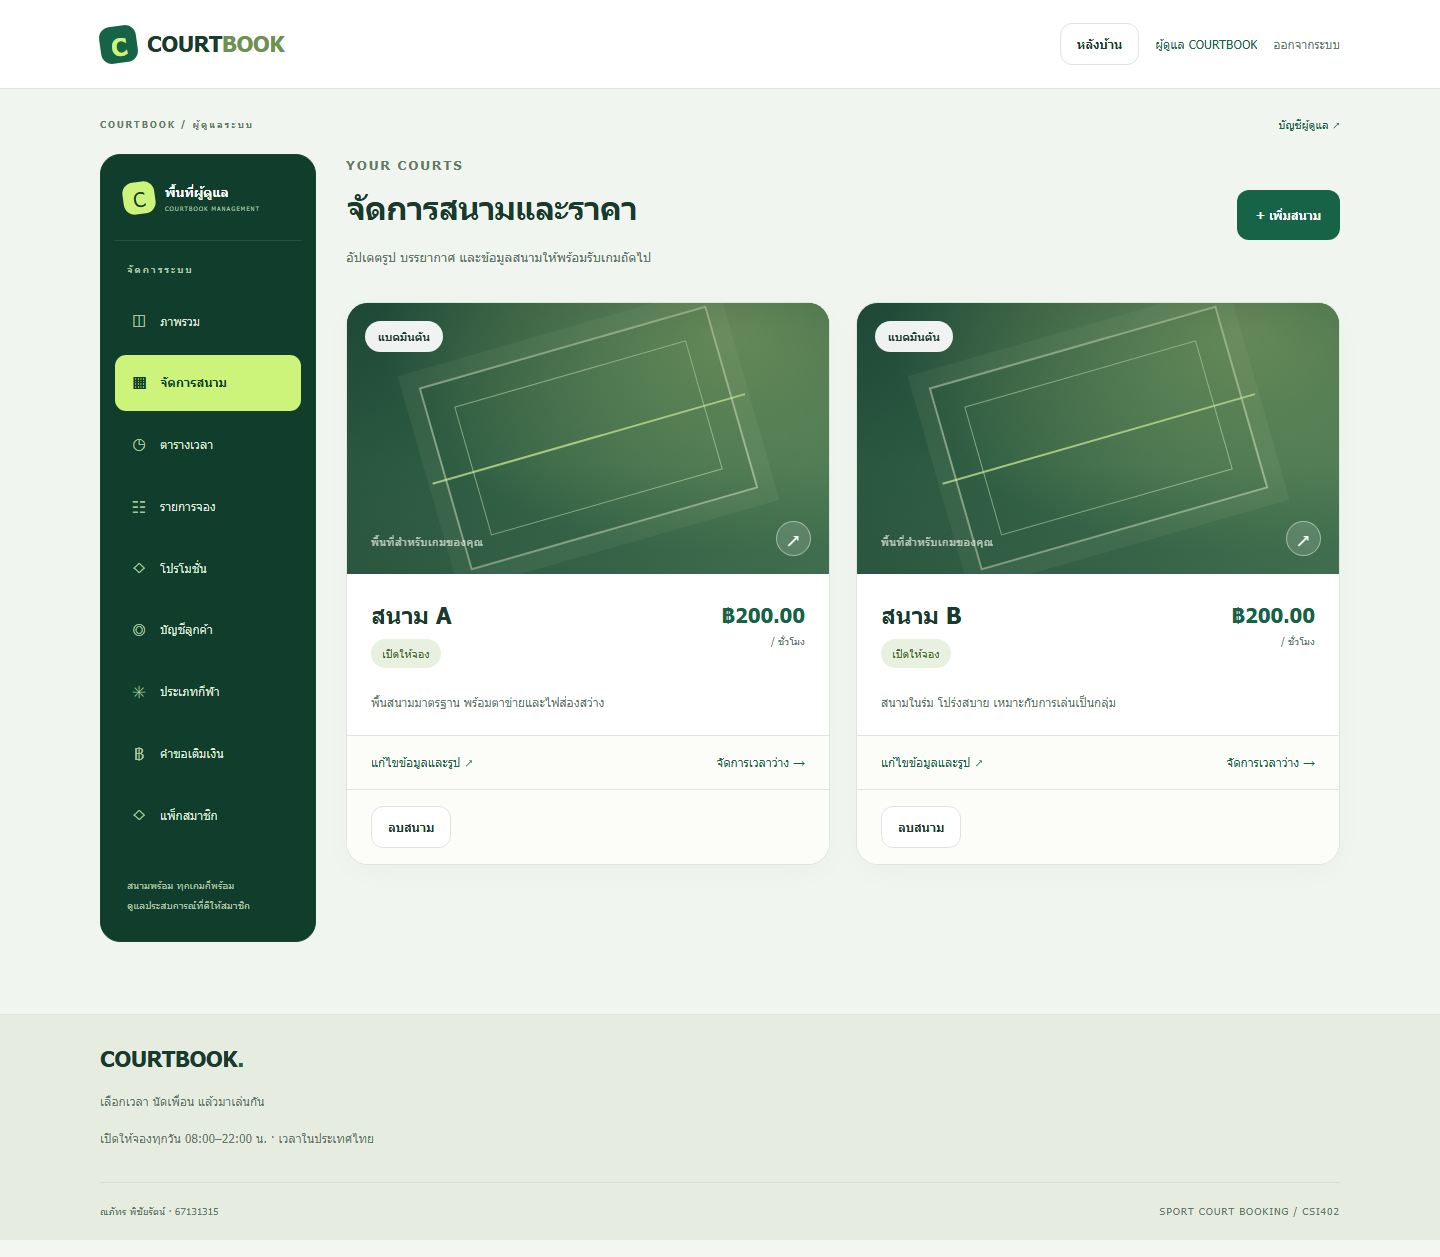 C COURTBOOK
หลังบ้าน ผู้ดูแล COURTBOOK ออกจากระบบ
COURTBOOK / ผู้ดูแลระบบ
บัญชีผู้ดูแล ↗
C พื้นที่ผู้ดูแล
COURTBOOK MANAGEMENT
จัดการระบบ
ภาพรวม
จัดการสนาม
ตารางเวลา
รายการจอง
โปรโมชั่น
บัญชีลูกค้า
ประเภทกีฬา
฿ คำขอเติมเงิน
แพ็กสมาชิก
สนามพร้อม ทุกเกมก็พร้อม
ดูแลประสบการณ์ที่ดีให้สมาชิก
YOUR COURTS
จัดการสนามและราคา
+ เพิ่มสนาม
อัปเดตรูป บรรยากาศ และข้อมูลสนามให้พร้อมรับเกมถัดไป
แบดมินตัน
พื้นที่สำหรับเกมของคุณ
↗
สนาม A
฿200.00
/ ชั่วโมง
เปิดให้จอง
พื้นสนามมาตรฐาน พร้อมตาข่ายและไฟส่องสว่าง
แก้ไขข้อมูลและรูป ↗
จัดการเวลาว่าง →
ลบสนาม
แบดมินตัน
พื้นที่สำหรับเกมของคุณ
↗
สนาม B
฿200.00
/ ชั่วโมง
เปิดให้จอง
สนามในร่ม โปร่งสบาย เหมาะกับการเล่นเป็นกลุ่ม
แก้ไขข้อมูลและรูป ↗
จัดการเวลาว่าง →
ลบสนาม
COURTBOOK.
เลือกเวลา นัดเพื่อน แล้วมาเล่นกัน
เปิดให้จองทุกวัน 08:00–22:00 น. · เวลาในประเทศไทย
ณภัทร พิชัยรัตน์ · 67131315
SPORT COURT BOOKING / CSI402